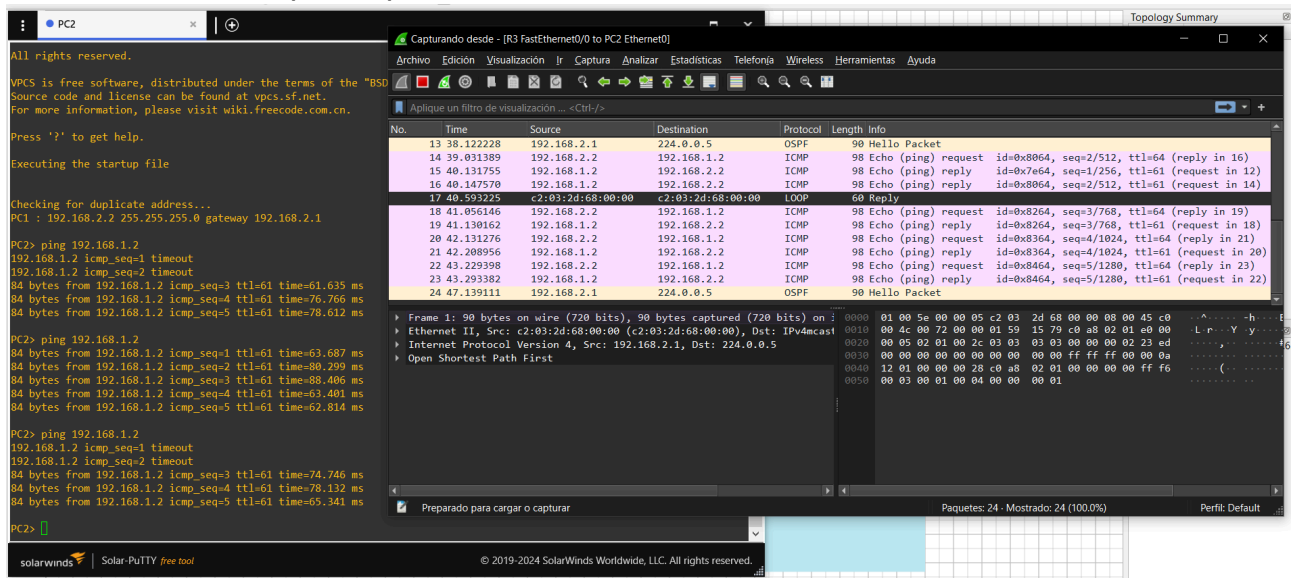 PC2
Topology Summary
All rights reserved.
VPCS is free software, distributed under the terms of the "BSD
Source code and license can be found at vpcs.sf.net.
For more information, please visit wiki.freecode.com.cn.
Press '?' to get help.
Executing the startup file
Checking for duplicate address...
PC1 : 192.168.2.2 255.255.255.0 gateway 192.168.2.1
PC2> ping 192.168.1.2
192.168.1.2 icmp_seq=1 timeout
192.168.1.2 icmp_seq=2 timeout
84 bytes from 192.168.1.2 icmp_seq=3 ttl=61 time=61.635 ms
84 bytes from 192.168.1.2 icmp_seq=4 ttl=61 time=76.766 ms
84 bytes from 192.168.1.2 icmp_seq=5 ttl=61 time=78.612 ms
PC2> ping 192.168.1.2
84 bytes from 192.168.1.2 icmp_seq=1 ttl=61 time=63.687 ms
84 bytes from 192.168.1.2 icmp_seq=2 ttl=61 time=80.299 ms
84 bytes from 192.168.1.2 icmp_seq=3 ttl=61 time=88.406 ms
84 bytes from 192.168.1.2 icmp_seq=4 ttl=61 time=63.401 ms
84 bytes from 192.168.1.2 icmp_seq=5 ttl=61 time=62.814 ms
PC2> ping 192.168.1.2
192.168.1.2 icmp_seq=1 timeout
192.168.1.2 icmp_seq=2 timeout
84 bytes from 192.168.1.2 icmp_seq=3 ttl=61 time=74.746 ms
84 bytes from 192.168.1.2 icmp_seq=4 ttl=61 time=78.132 ms
84 bytes from 192.168.1.2 icmp_seq=5 ttl=61 time=65.341 ms
PC2>
solarwinds Solar-PuTTY free tool © 2019-2024 SolarWinds Worldwide, LLC. All rights reserved.
Capturando desde - [R3 FastEthernet0/0 to PC2 Ethernet0]
Archivo Edición Visualización Ir Captura Analizar Estadísticas Telefonía Wireless Herramientas Ayuda
Aplique un filtro de visualización ... <Ctrl-/>
No. Time Source Destination Protocol Length Info
13 38.122228 192.168.2.1 224.0.0.5 OSPF 90 Hello Packet
14 39.031389 192.168.2.2 192.168.1.2 ICMP 98 Echo (ping) request id=0x8064, seq=2/512, ttl=64 (reply in 16)
15 40.131755 192.168.1.2 192.168.2.2 ICMP 98 Echo (ping) reply id=0x7e64, seq=1/256, ttl=61 (request in 12)
16 40.147570 192.168.1.2 192.168.2.2 ICMP 98 Echo (ping) reply id=0x8064, seq=2/512, ttl=61 (request in 14)
17 40.593225 c2:03:2d:68:00:00 c2:03:2d:68:00:00 LOOP 60 Reply
18 41.056146 192.168.2.2 192.168.1.2 ICMP 98 Echo (ping) request id=0x8264, seq=3/768, ttl=64 (reply in 19)
19 41.130162 192.168.1.2 192.168.2.2 ICMP 98 Echo (ping) reply id=0x8264, seq=3/768, ttl=61 (request in 18)
20 42.131276 192.168.2.2 192.168.1.2 ICMP 98 Echo (ping) request id=0x8364, seq=4/1024, ttl=64 (reply in 21)
21 42.208956 192.168.1.2 192.168.2.2 ICMP 98 Echo (ping) reply id=0x8364, seq=4/1024, ttl=61 (request in 20)
22 43.229398 192.168.2.2 192.168.1.2 ICMP 98 Echo (ping) request id=0x8464, seq=5/1280, ttl=64 (reply in 23)
23 43.293382 192.168.1.2 192.168.2.2 ICMP 98 Echo (ping) reply id=0x8464, seq=5/1280, ttl=61 (request in 22)
24 47.139111 192.168.2.1 224.0.0.5 OSPF 90 Hello Packet
Frame 1: 90 bytes on wire (720 bits), 90 bytes captured (720 bits) on
Ethernet II, Src: c2:03:2d:68:00:00 (c2:03:2d:68:00:00), Dst: IPv4mcast
Internet Protocol Version 4, Src: 192.168.2.1, Dst: 224.0.0.5
Open Shortest Path First
0000 01 00 5e 00 00 05 c2 03 2d 68 00 00 08 00 45 c0 ··^····· -h····E
0010 00 4c 00 72 00 00 01 59 15 79 c0 a8 02 01 e0 00 ·L·r···Y ·y·····
0020 00 05 02 01 00 2c 03 03 03 03 00 00 00 02 23 ed
0030 00 00 00 00 00 00 00 00 00 00 ff ff ff 00 00 0a
0040 12 01 00 00 00 28 c0 a8 02 01 00 00 00 00 ff f6
0050 00 03 00 01 00 04 00 00 00 01
Preparado para cargar o capturar Paquetes: 24 · Mostrado: 24 (100.0%) Perfil: Default